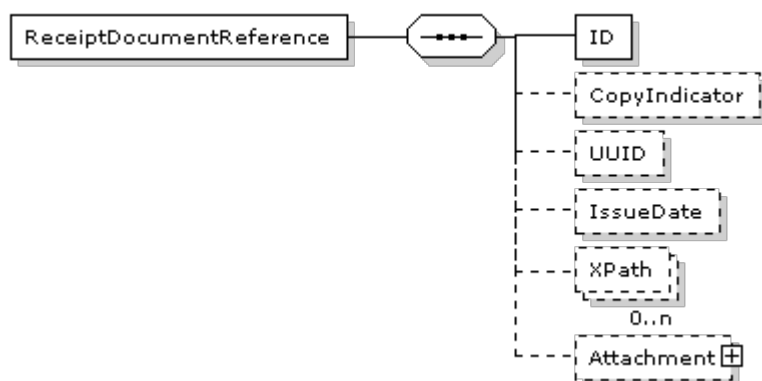 ReceiptDocumentReference
ID
CopyIndicator
UUID
IssueDate
XPath
0..n
Attachment